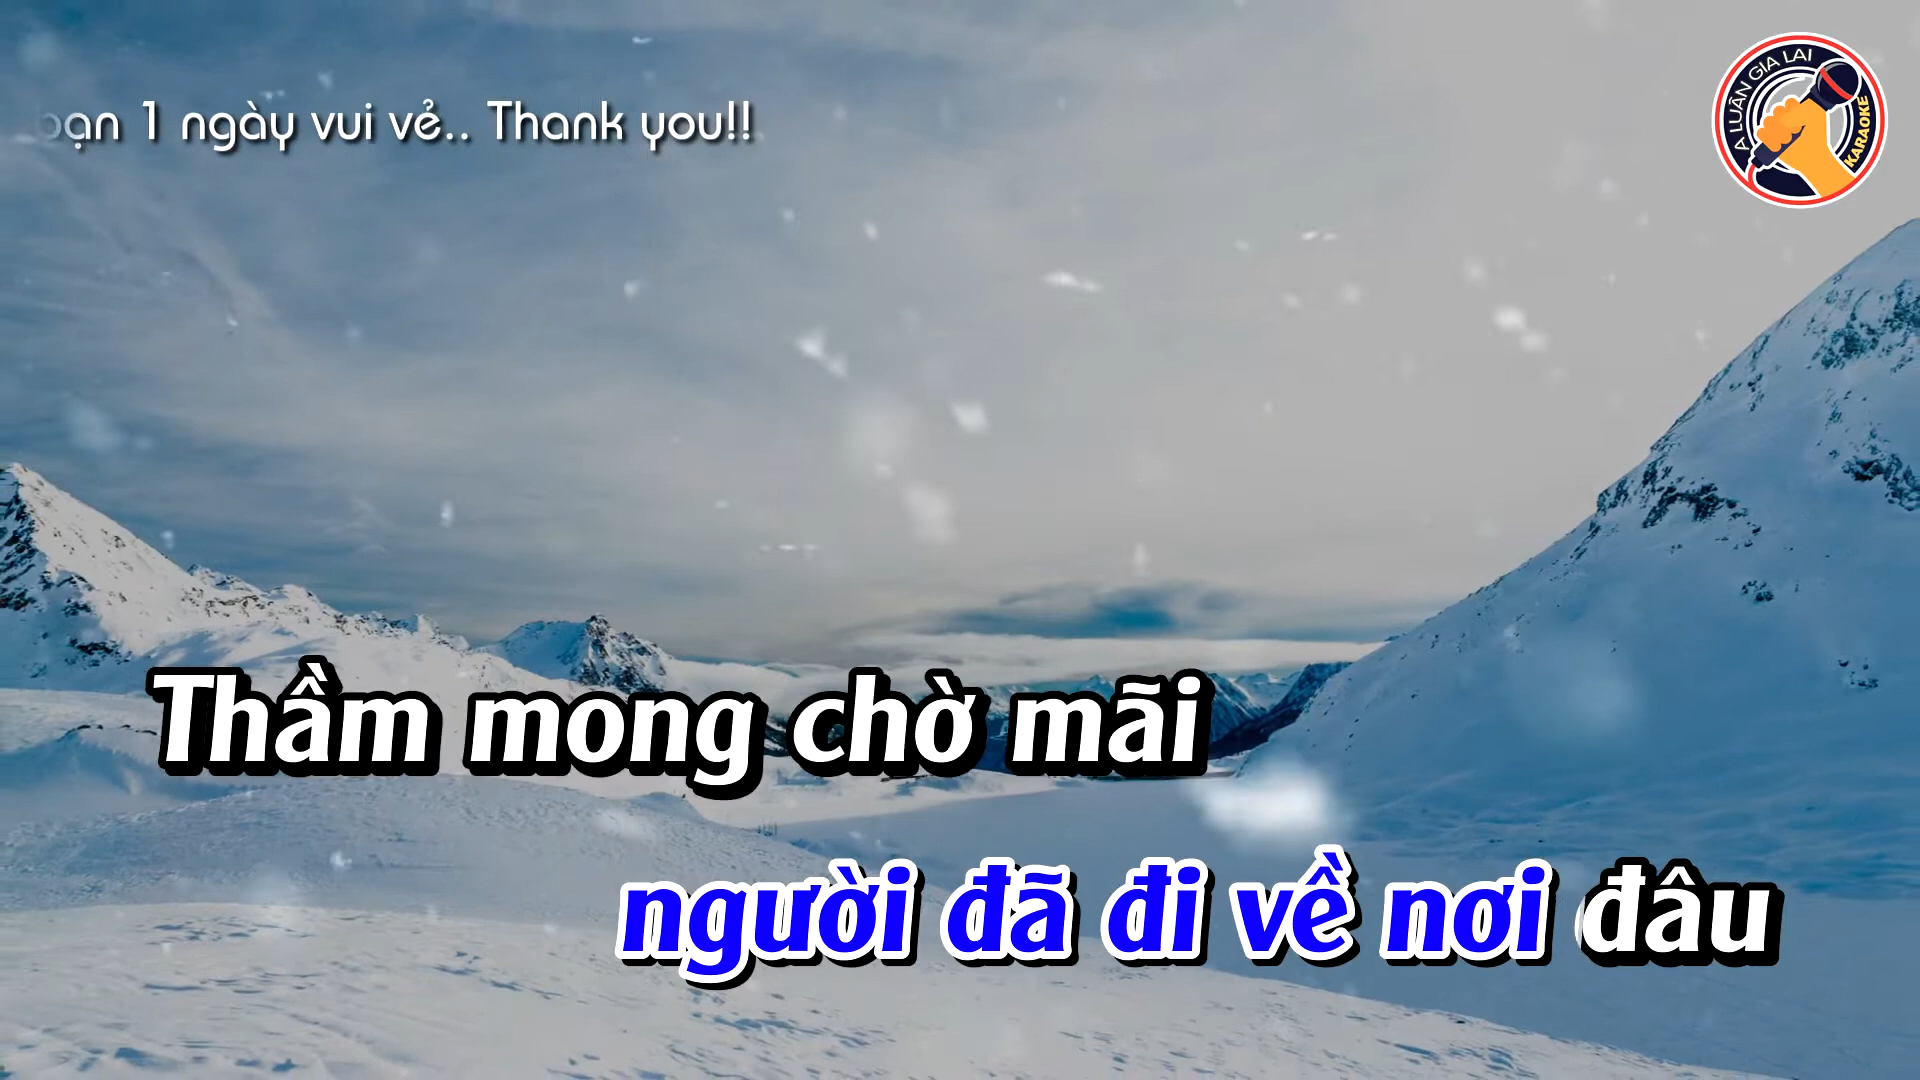 bạn 1 ngày vui vẻ.. Thank you!!
A LUÂN GIA LAI
KARAOKE
Thầm mong chờ mãi
người đã đi về nơi đâu